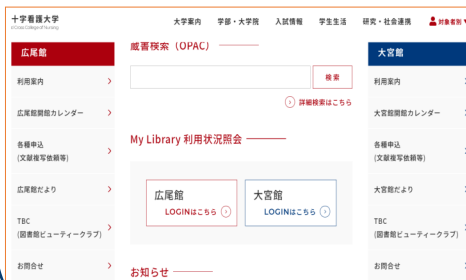 十字看護大学
大学案内 学部・大学院 入試情報 学生生活 研究・社会連携 対象者別
広尾館
利用案内
広尾館開館カレンダー
各種申込
(文献複写依頼等)
広尾館だより
TBC
(図書館ビューティークラブ)
お問合せ
蔵書検索（OPAC）
検索
詳細検索はこちら
My Library 利用状況照会
広尾館
LOGINはこちら
大宮館
LOGINはこちら
お知らせ
大宮館
利用案内
大宮館開館カレンダー
各種申込
(文献複写依頼等)
大宮館だより
TBC
(図書館ビューティークラブ)
お問合せ